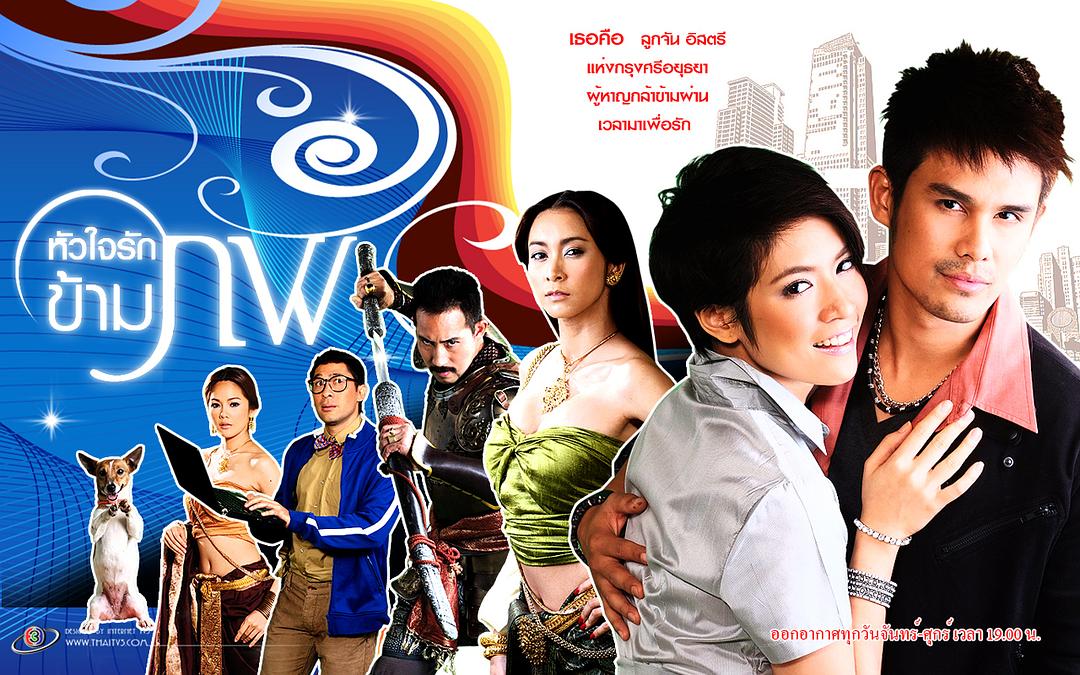 เธอคือ ลูกจัน อิสตรี
แห่งกรุงศรีอยุธยา
ผู้หาญกล้าข้ามผ่าน
เวลามาเพื่อรัก
หัวใจรัก
ข้ามภพ
3
DESIGNED BY INTERNET
WWW.THAITV3.COM
ออกอากาศทุกวันจันทร์-ศุกร์ เวลา 19.00 น.